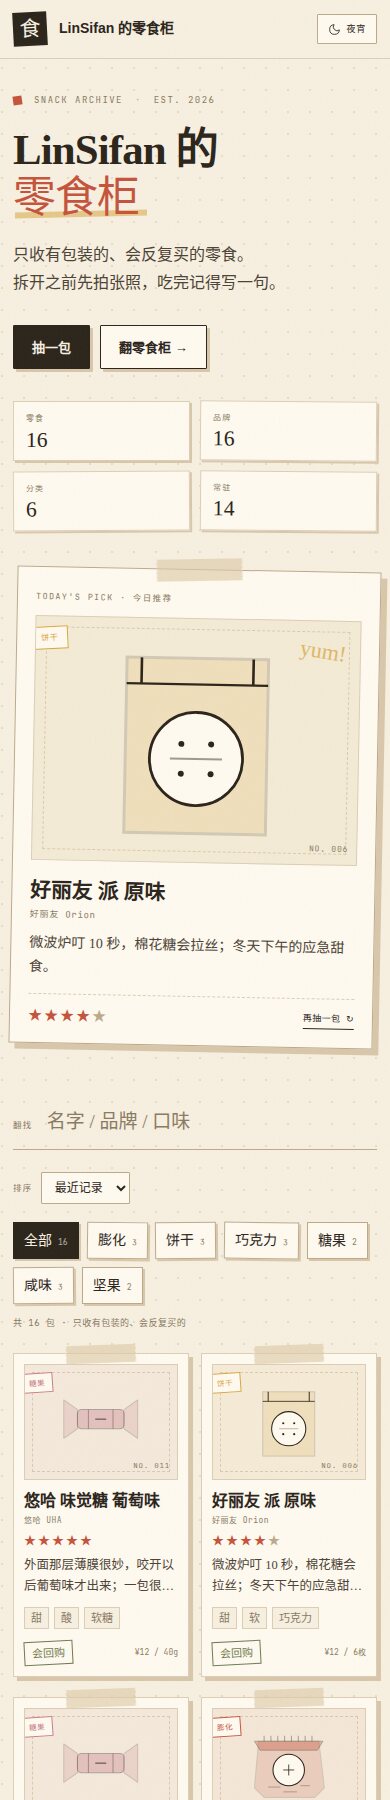 食 LinSifan 的零食柜 夜宵
SNACK ARCHIVE · EST. 2026
LinSifan 的
零食柜
只收有包装的、会反复买的零食。
拆开之前先拍张照，吃完记得写一句。
抽一包 翻零食柜 →
零食 品牌
16 16
分类 常驻
6 14
TODAY'S PICK · 今日推荐
饼干 yum!
NO. 006
好丽友 派 原味
好丽友 Orion
微波炉叮 10 秒，棉花糖会拉丝；冬天下午的应急甜
食。
★★★★★ 再抽一包 ↻
翻找 名字 / 品牌 / 口味
排序 最近记录
全部 16 膨化 3 饼干 3 巧克力 3 糖果 2
咸味 3 坚果 2
共 16 包 · 只收有包装的、会反复买的
糖果 饼干
NO. 011 NO. 006
悠哈 味觉糖 葡萄味 好丽友 派 原味
悠哈 UHA 好丽友 Orion
★★★★★ ★★★★★
外面那层薄膜很妙，咬开以 微波炉叮 10 秒，棉花糖会
后葡萄味才出来；一包很… 拉丝；冬天下午的应急甜…
甜 酸 软糖 甜 软 巧克力
会回购 ¥12 / 40g 会回购 ¥12 / 6枚
糖果 膨化